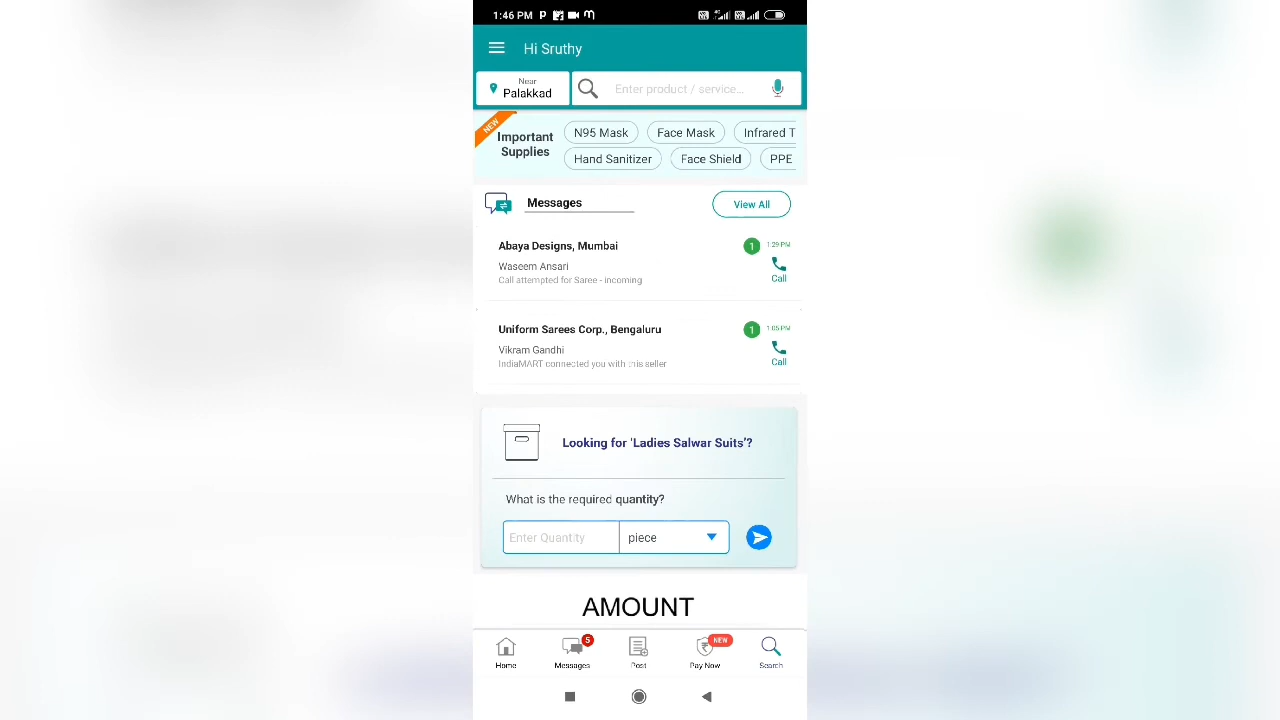 1:46 PM
Hi Sruthy
Near
Palakkad
Enter product / service...
NEW
Important
Supplies
N95 Mask
Face Mask
Infrared T
Hand Sanitizer
Face Shield
PPE
Messages
View All
Abaya Designs, Mumbai
1
1:29 PM
Waseem Ansari
Call attempted for Saree - incoming
Call
Uniform Sarees Corp., Bengaluru
1
1:05 PM
Vikram Gandhi
IndiaMART connected you with this seller
Call
Looking for 'Ladies Salwar Suits'?
What is the required quantity?
Enter Quantity
piece
AMOUNT
5
NEW
Home
Messages
Post
Pay Now
Search